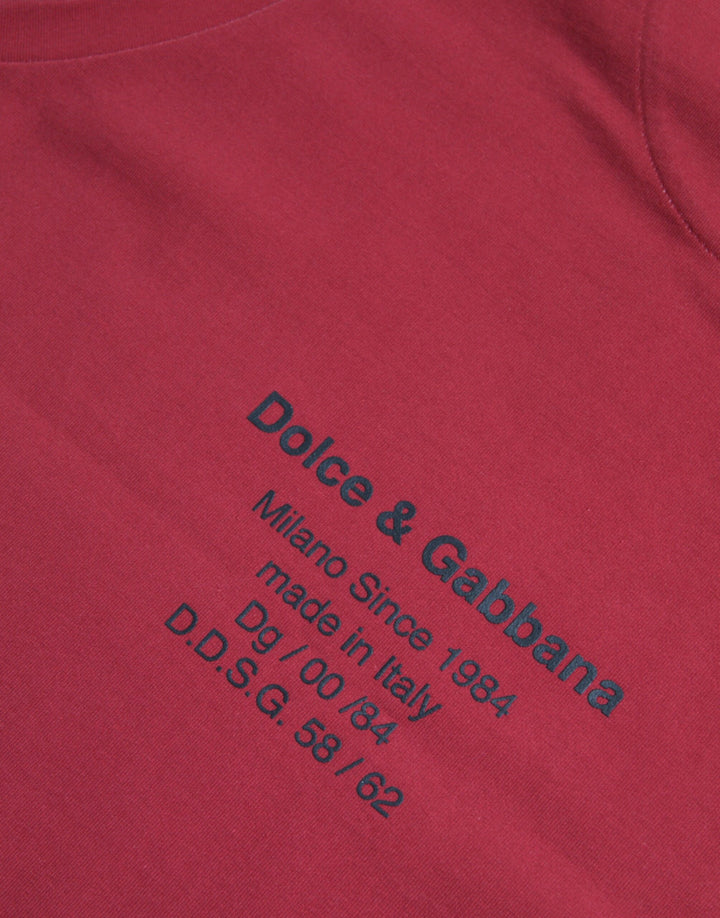 Dolce & Gabbana
Milano Since 1984
made in Italy
Dg / 00 /84
D.D.S.G. 58 / 62